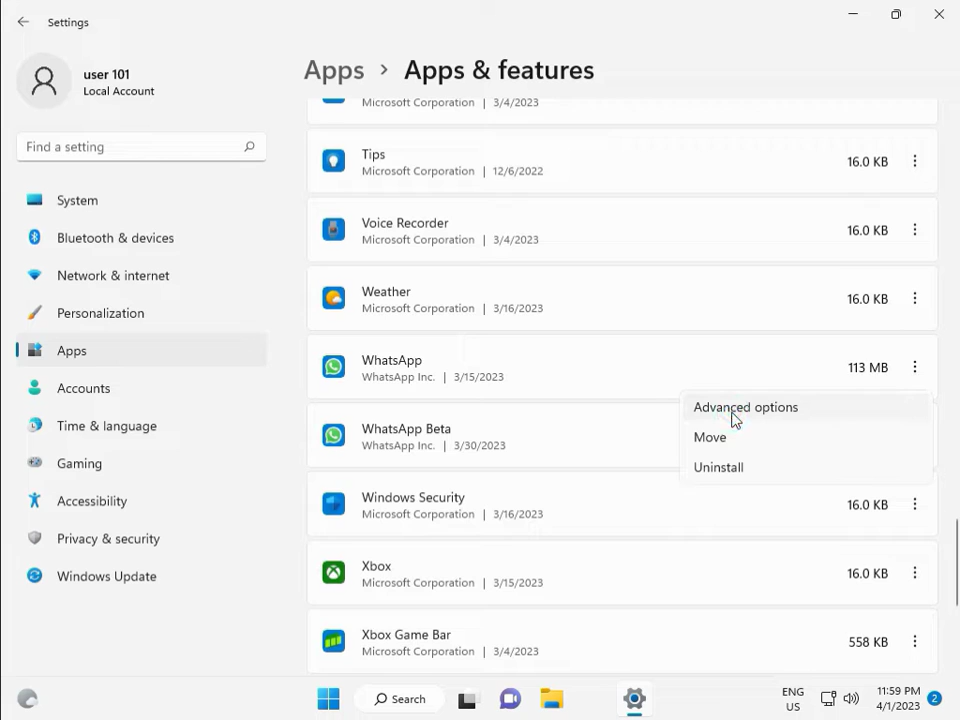 Settings
user 101
Local Account
Find a setting
System
Bluetooth & devices
Network & internet
Personalization
Apps
Accounts
Time & language
Gaming
Accessibility
Privacy & security
Windows Update
Apps > Apps & features
Microsoft Corporation | 3/4/2023
Tips
Microsoft Corporation | 12/6/2022
16.0 KB
Voice Recorder
Microsoft Corporation | 3/4/2023
16.0 KB
Weather
Microsoft Corporation | 3/16/2023
16.0 KB
WhatsApp
WhatsApp Inc. | 3/15/2023
113 MB
Advanced options
Move
Uninstall
WhatsApp Beta
WhatsApp Inc. | 3/30/2023
Windows Security
Microsoft Corporation | 3/16/2023
16.0 KB
Xbox
Microsoft Corporation | 3/15/2023
16.0 KB
Xbox Game Bar
Microsoft Corporation | 3/4/2023
558 KB
Search
ENG
US
11:59 PM
4/1/2023
2